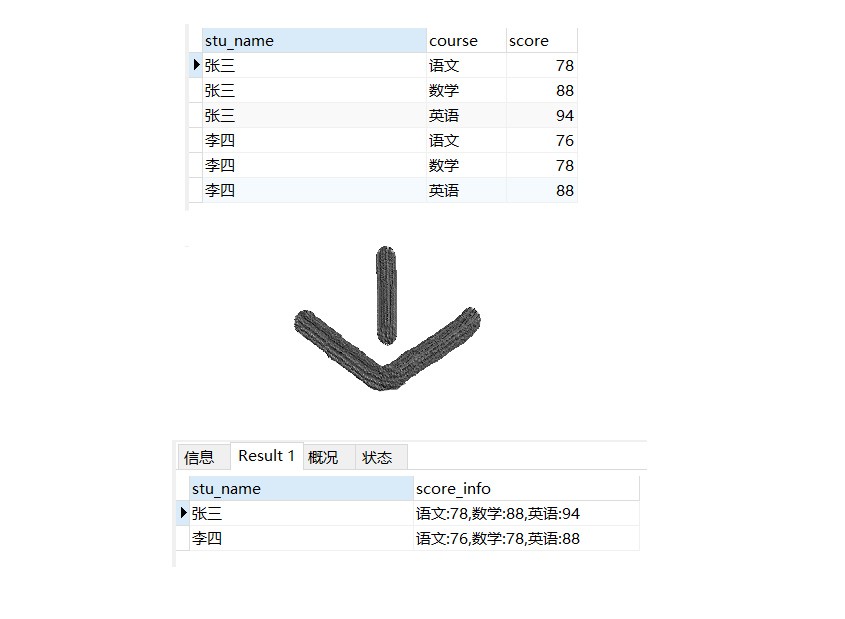 stu_name course score
张三 语文 78
张三 数学 88
张三 英语 94
李四 语文 76
李四 数学 78
李四 英语 88
信息 Result 1 概况 状态
stu_name score_info
张三 语文:78,数学:88,英语:94
李四 语文:76,数学:78,英语:88